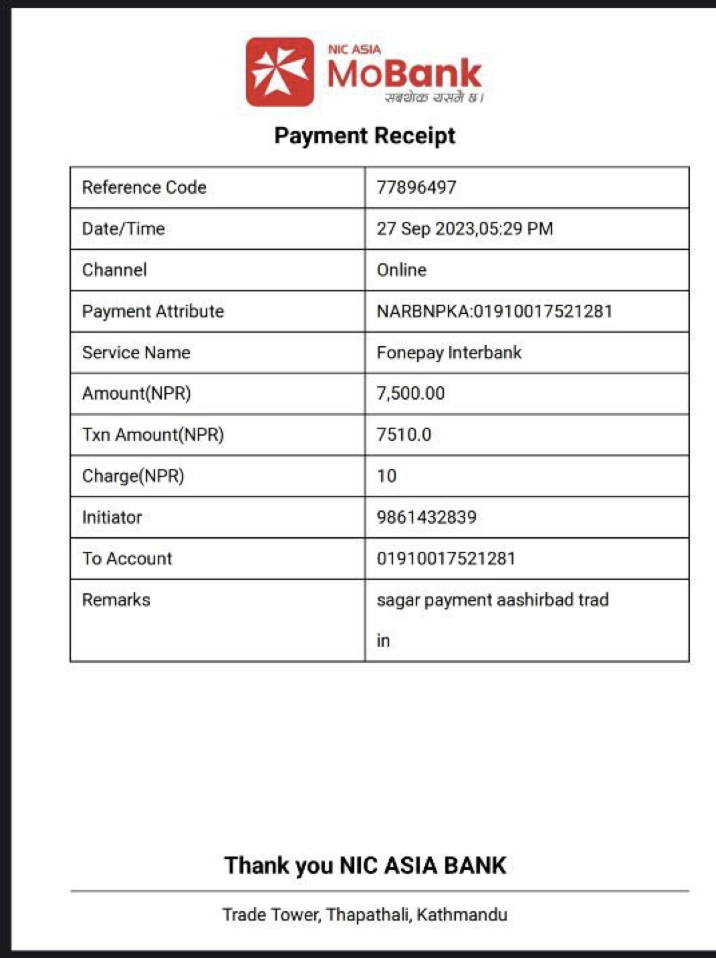 NIC ASIA
MoBank
सबथोक यसमै छ।
Payment Receipt
Reference Code 77896497
Date/Time 27 Sep 2023,05:29 PM
Channel Online
Payment Attribute NARBNPKA:01910017521281
Service Name Fonepay Interbank
Amount(NPR) 7,500.00
Txn Amount(NPR) 7510.0
Charge(NPR) 10
Initiator 9861432839
To Account 01910017521281
Remarks sagar payment aashirbad trad
in
Thank you NIC ASIA BANK
Trade Tower, Thapathali, Kathmandu